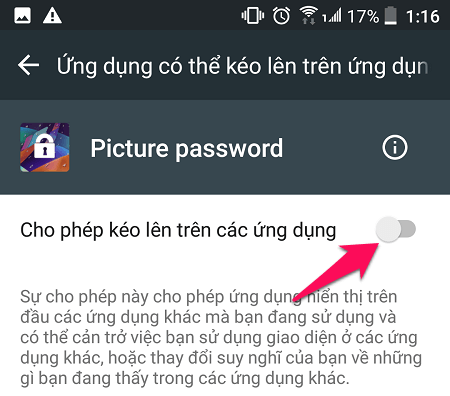 17% 1:16
Ứng dụng có thể kéo lên trên ứng dụn
Picture password
Cho phép kéo lên trên các ứng dụng
Sự cho phép này cho phép ứng dụng hiển thị trên
đầu các ứng dụng khác mà bạn đang sử dụng và
có thể cản trở việc bạn sử dụng giao diện ở các ứng
dụng khác, hoặc thay đổi suy nghĩ của bạn về những
gì bạn đang thấy trong các ứng dụng khác.